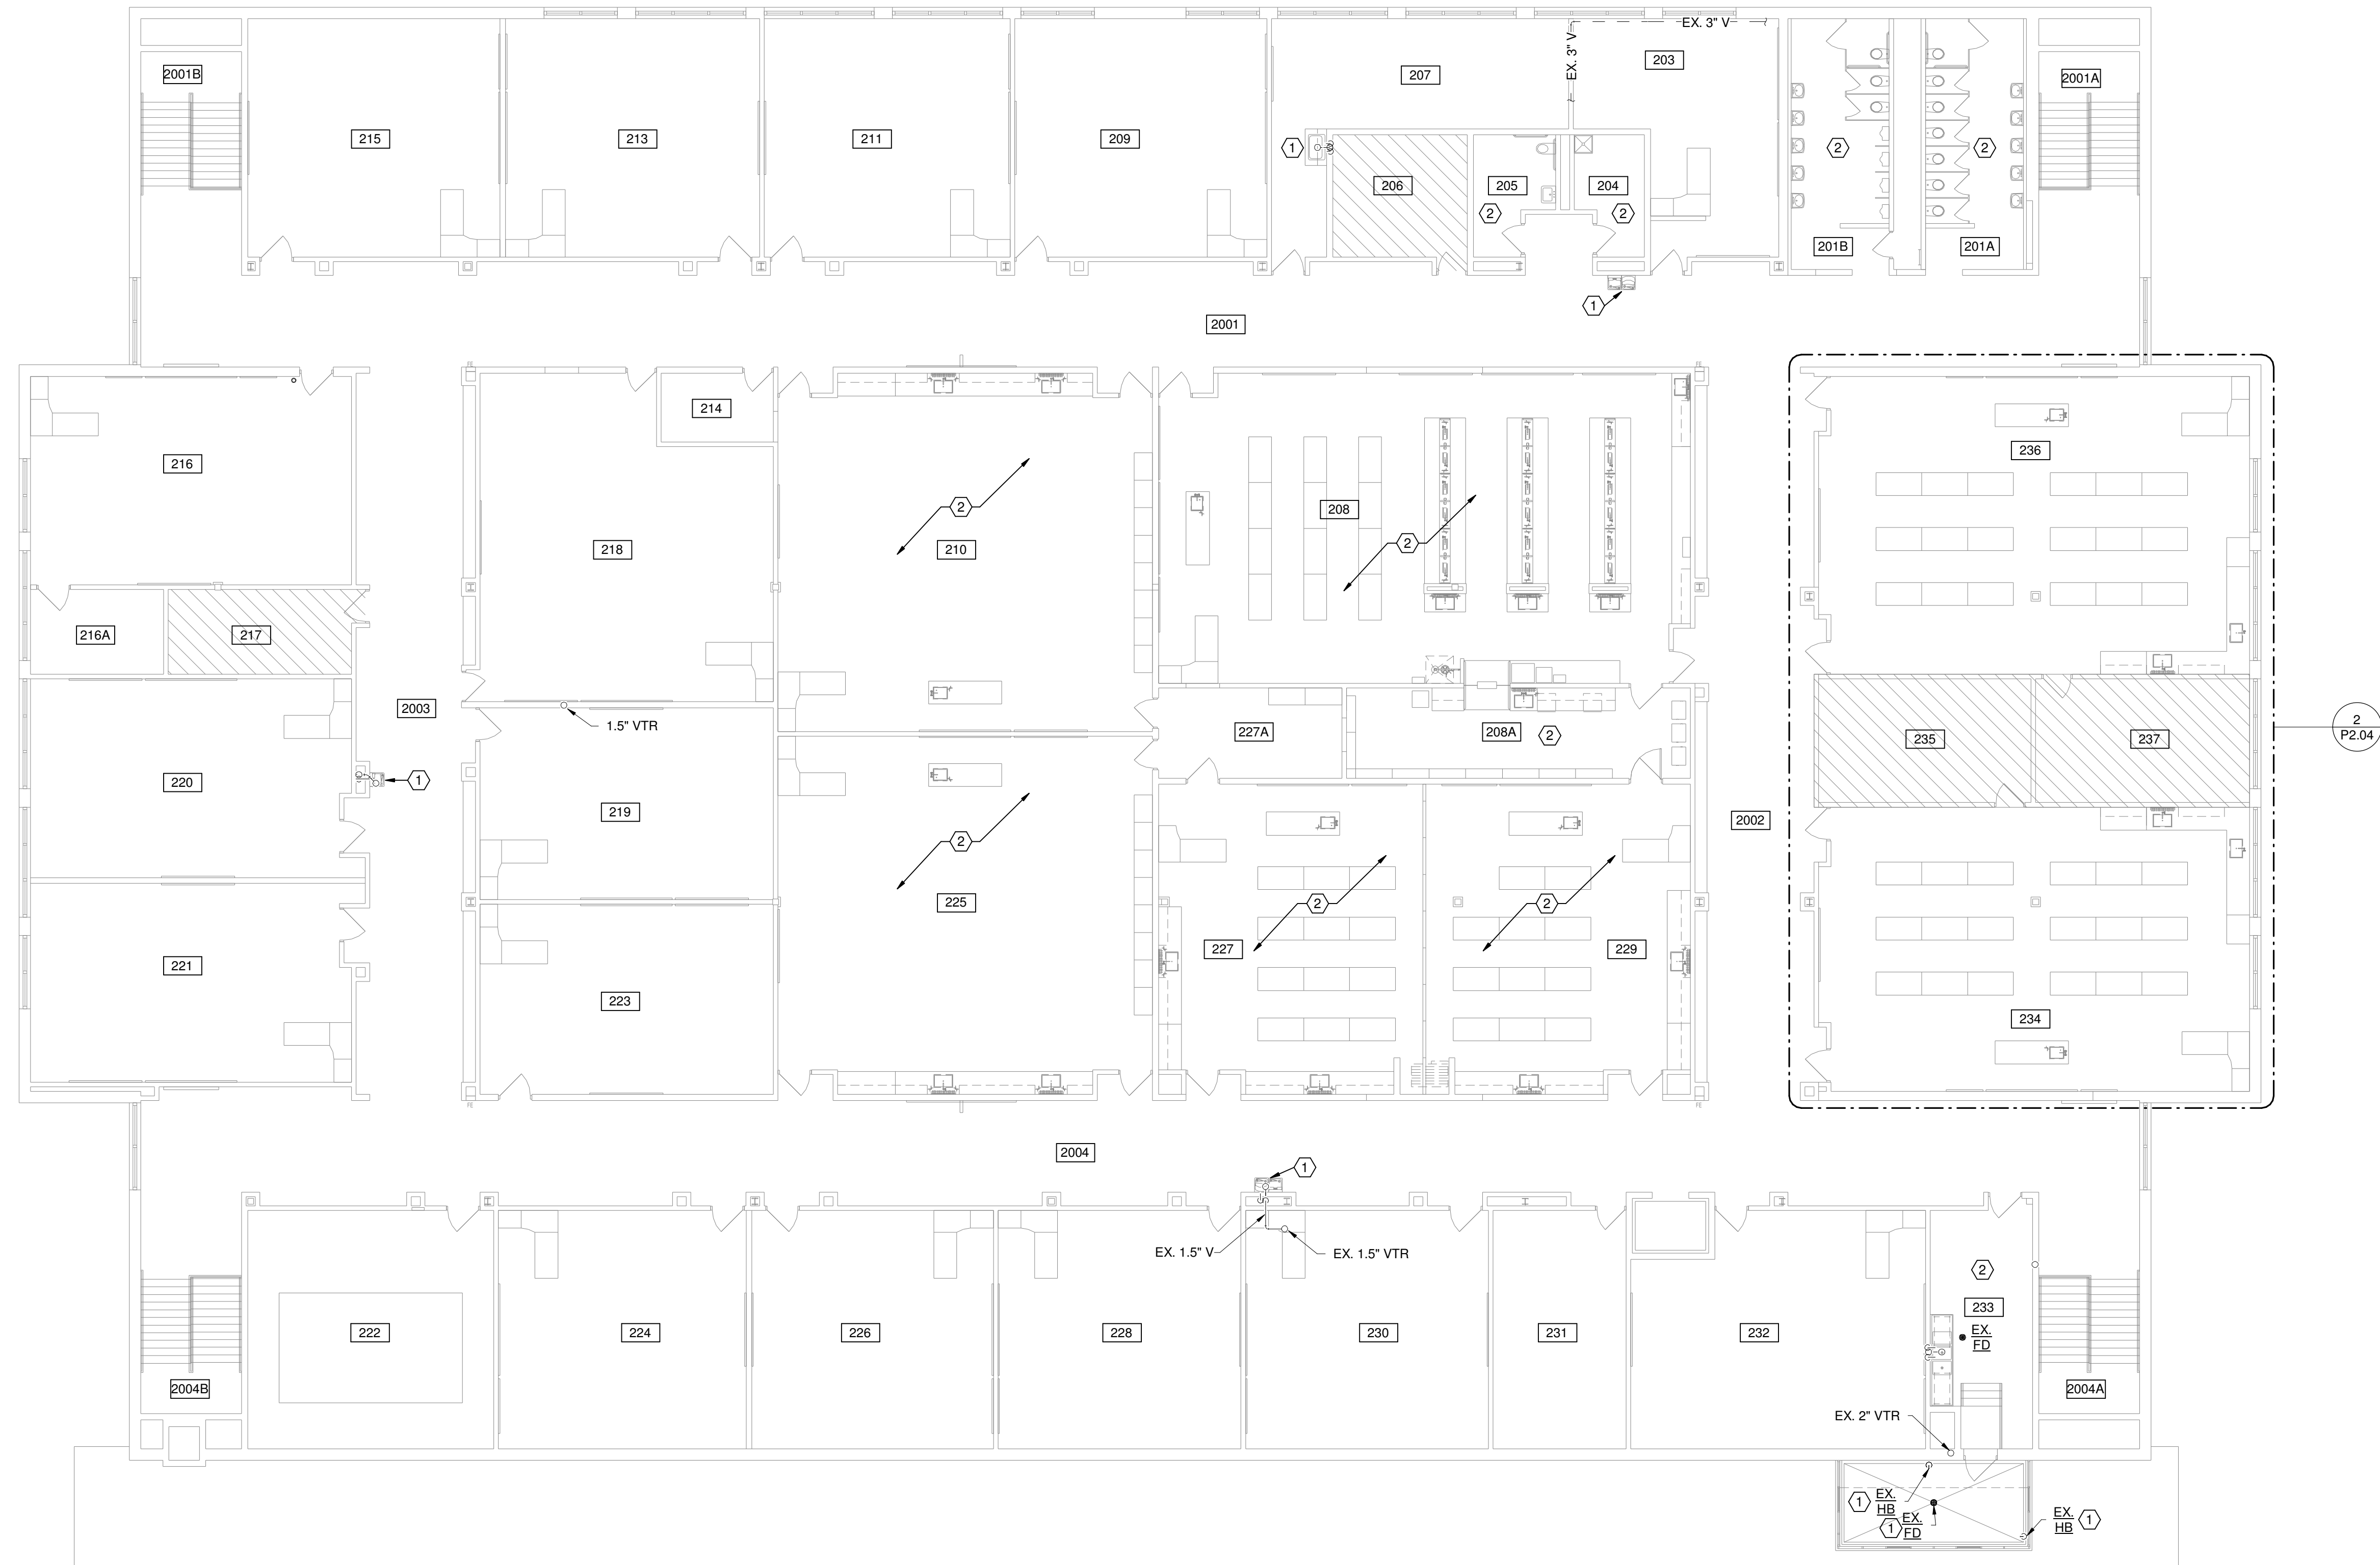 EX. 3" V
EX. 3" V
2001B
207
203
2001A
215
213
211
209
1
2
2
206
205
204
2
2
201B
201A
1
2001
FE
FE
214
216
236
2
208
218
210
2
216A
217
2003
1.5" VTR
227A
208A
2
235
237
2
P2.04
220
1
219
2002
2
225
2
2
227
229
221
223
234
FE
FE
2004
1
EX. 1.5" V
EX. 1.5" VTR
2
233
222
224
226
228
230
231
232
EX.
FD
2004B
2004A
EX. 2" VTR
1
EX.
HB
1
EX.
FD
EX.
HB
1